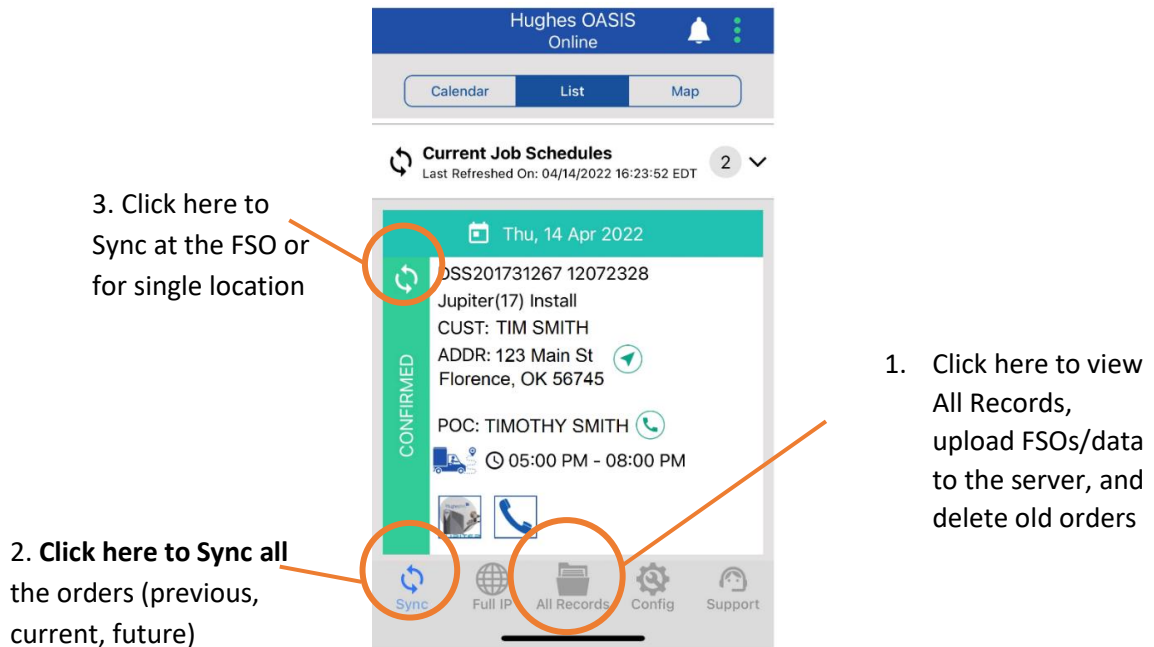 Hughes OASIS
Online
Calendar
List
Map
Current Job Schedules
Last Refreshed On: 04/14/2022 16:23:52 EDT
2
3. Click here to
Sync at the FSO or
for single location
Thu, 14 Apr 2022
DSS201731267 12072328
Jupiter(17) Install
CUST: TIM SMITH
ADDR: 123 Main St
Florence, OK 56745
CONFIRMED
POC: TIMOTHY SMITH
05:00 PM - 08:00 PM
1. Click here to view
All Records,
upload FSOs/data
to the server, and
delete old orders
2. Click here to Sync all
the orders (previous,
current, future)
Sync
Full IP
All Records
Config
Support